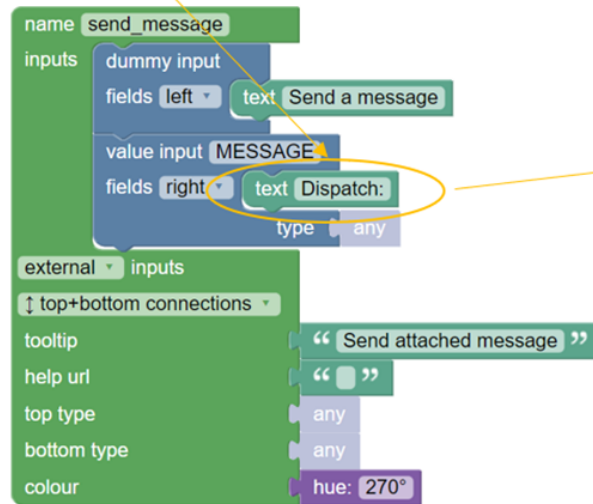 name send_message
inputs dummy input
fields left text Send a message
value input MESSAGE
fields right text Dispatch:
type any
external inputs
↕ top+bottom connections
tooltip “ Send attached message ”
help url “ ”
top type any
bottom type any
colour hue: 270°